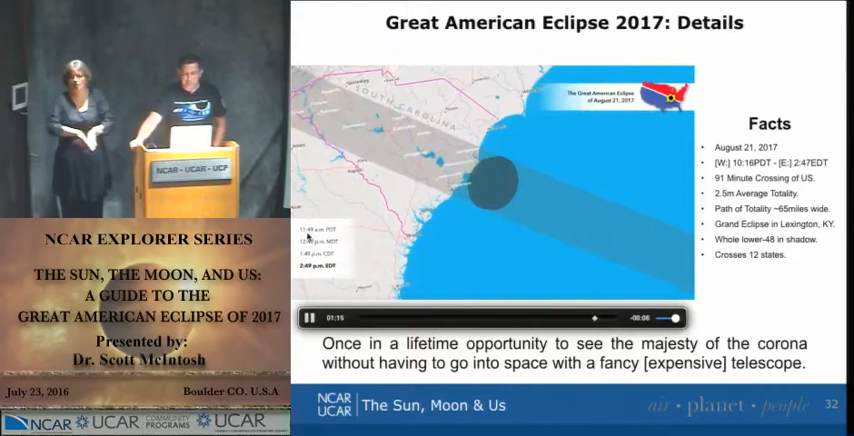 Great American Eclipse 2017: Details
SOUTH CAROLINA
The Great American Eclipse
of August 21, 2017
Facts
• August 21, 2017
• [W:] 10:16PDT - [E:] 2:47EDT
• 91 Minute Crossing of US.
• 2.5m Average Totality.
• Path of Totality ~65miles wide.
• Grand Eclipse in Lexington, KY.
• Whole lower-48 in shadow.
• Crosses 12 states.
11:49 a.m. PDT
p.m. MDT
1:49 p.m. CDT
2:49 p.m. EDT
01:15
-00:06
Once in a lifetime opportunity to see the majesty of the corona
without having to go into space with a fancy [expensive] telescope.
NCAR
UCAR
The Sun, Moon & Us
air • planet • people
32
NCAR - UCAR - UCP
NCAR EXPLORER SERIES
THE SUN, THE MOON, AND US:
A GUIDE TO THE
GREAT AMERICAN ECLIPSE OF 2017
Presented by:
Dr. Scott McIntosh
July 23, 2016
Boulder CO. U.S.A
NCAR
UCAR
COMMUNITY
PROGRAMS
UCAR